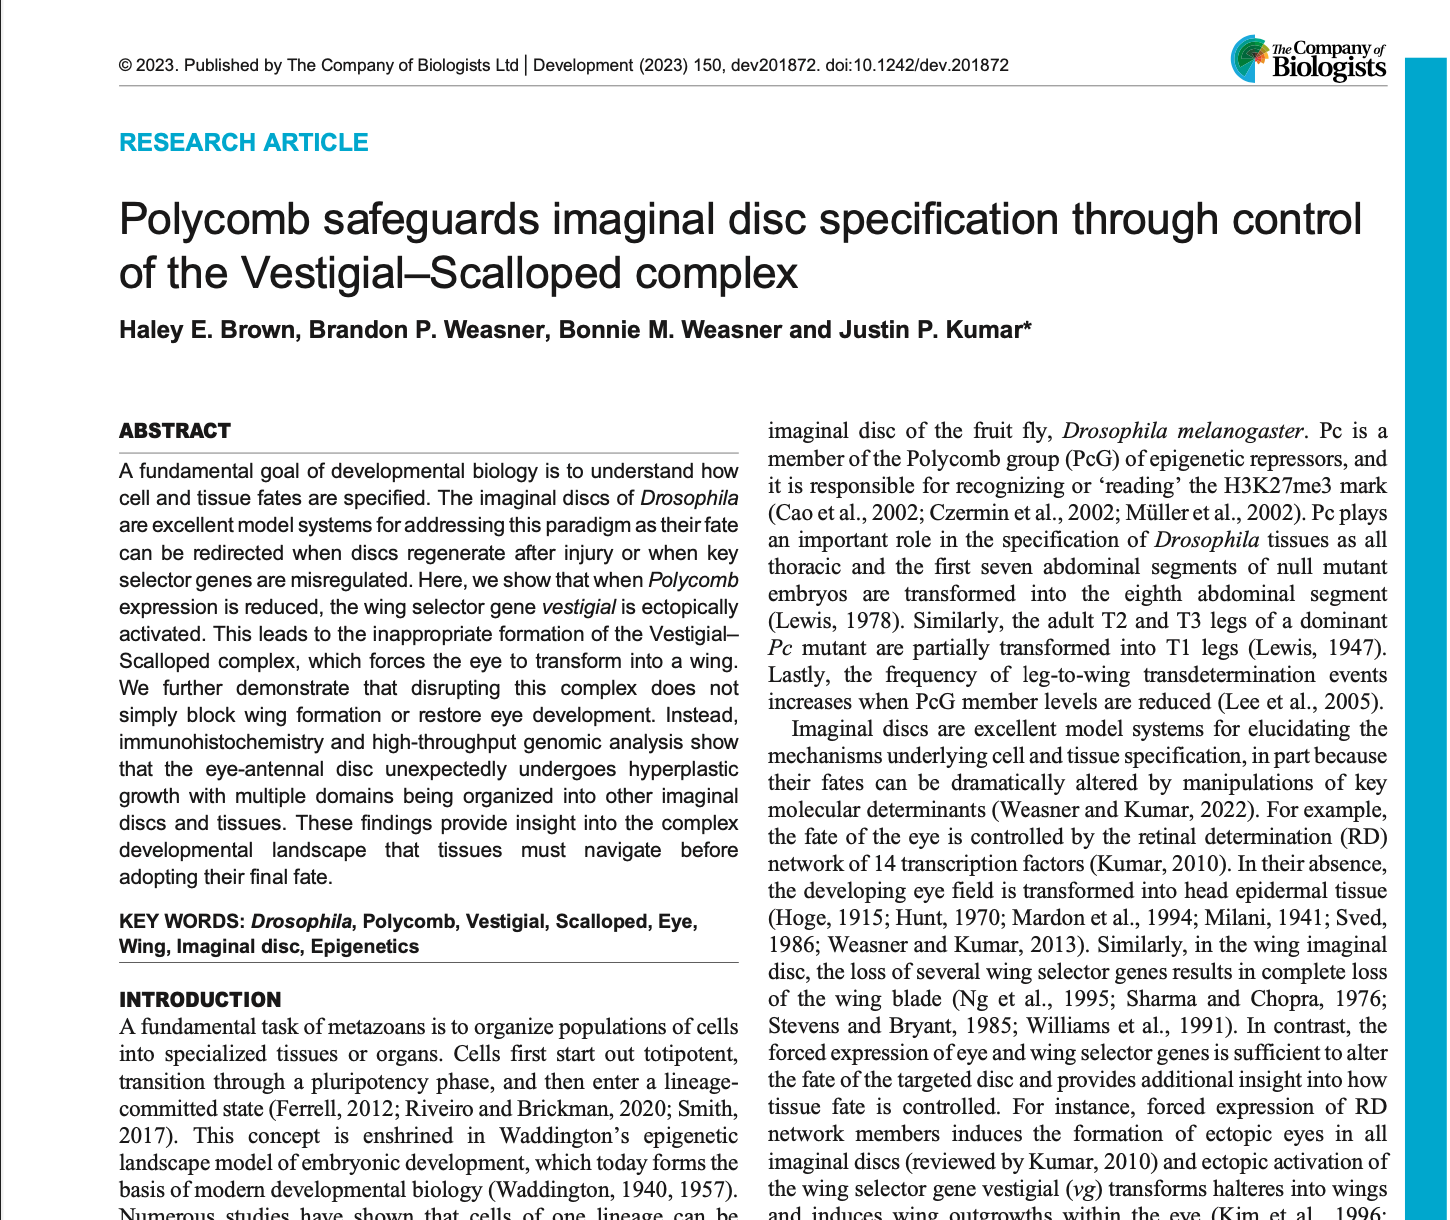 © 2023. Published by The Company of Biologists Ltd | Development (2023) 150, dev201872. doi:10.1242/dev.201872
The Company of
Biologists
RESEARCH ARTICLE
Polycomb safeguards imaginal disc specification through control
of the Vestigial–Scalloped complex
Haley E. Brown, Brandon P. Weasner, Bonnie M. Weasner and Justin P. Kumar*
ABSTRACT
A fundamental goal of developmental biology is to understand how
cell and tissue fates are specified. The imaginal discs of Drosophila
are excellent model systems for addressing this paradigm as their fate
can be redirected when discs regenerate after injury or when key
selector genes are misregulated. Here, we show that when Polycomb
expression is reduced, the wing selector gene vestigial is ectopically
activated. This leads to the inappropriate formation of the Vestigial–
Scalloped complex, which forces the eye to transform into a wing.
We further demonstrate that disrupting this complex does not
simply block wing formation or restore eye development. Instead,
immunohistochemistry and high-throughput genomic analysis show
that the eye-antennal disc unexpectedly undergoes hyperplastic
growth with multiple domains being organized into other imaginal
discs and tissues. These findings provide insight into the complex
developmental landscape that tissues must navigate before
adopting their final fate.
KEY WORDS: Drosophila, Polycomb, Vestigial, Scalloped, Eye,
Wing, Imaginal disc, Epigenetics
INTRODUCTION
A fundamental task of metazoans is to organize populations of cells
into specialized tissues or organs. Cells first start out totipotent,
transition through a pluripotency phase, and then enter a lineage-
committed state (Ferrell, 2012; Riveiro and Brickman, 2020; Smith,
2017). This concept is enshrined in Waddington’s epigenetic
landscape model of embryonic development, which today forms the
basis of modern developmental biology (Waddington, 1940, 1957).
Numerous studies have shown that cells of one lineage can be
imaginal disc of the fruit fly, Drosophila melanogaster. Pc is a
member of the Polycomb group (PcG) of epigenetic repressors, and
it is responsible for recognizing or ‘reading’ the H3K27me3 mark
(Cao et al., 2002; Czermin et al., 2002; Müller et al., 2002). Pc plays
an important role in the specification of Drosophila tissues as all
thoracic and the first seven abdominal segments of null mutant
embryos are transformed into the eighth abdominal segment
(Lewis, 1978). Similarly, the adult T2 and T3 legs of a dominant
Pc mutant are partially transformed into T1 legs (Lewis, 1947).
Lastly, the frequency of leg-to-wing transdetermination events
increases when PcG member levels are reduced (Lee et al., 2005).
Imaginal discs are excellent model systems for elucidating the
mechanisms underlying cell and tissue specification, in part because
their fates can be dramatically altered by manipulations of key
molecular determinants (Weasner and Kumar, 2022). For example,
the fate of the eye is controlled by the retinal determination (RD)
network of 14 transcription factors (Kumar, 2010). In their absence,
the developing eye field is transformed into head epidermal tissue
(Hoge, 1915; Hunt, 1970; Mardon et al., 1994; Milani, 1941; Sved,
1986; Weasner and Kumar, 2013). Similarly, in the wing imaginal
disc, the loss of several wing selector genes results in complete loss
of the wing blade (Ng et al., 1995; Sharma and Chopra, 1976;
Stevens and Bryant, 1985; Williams et al., 1991). In contrast, the
forced expression of eye and wing selector genes is sufficient to alter
the fate of the targeted disc and provides additional insight into how
tissue fate is controlled. For instance, forced expression of RD
network members induces the formation of ectopic eyes in all
imaginal discs (reviewed by Kumar, 2010) and ectopic activation of
the wing selector gene vestigial (vg) transforms halteres into wings
and induces wing outgrowths within the eye (Kim et al., 1996;